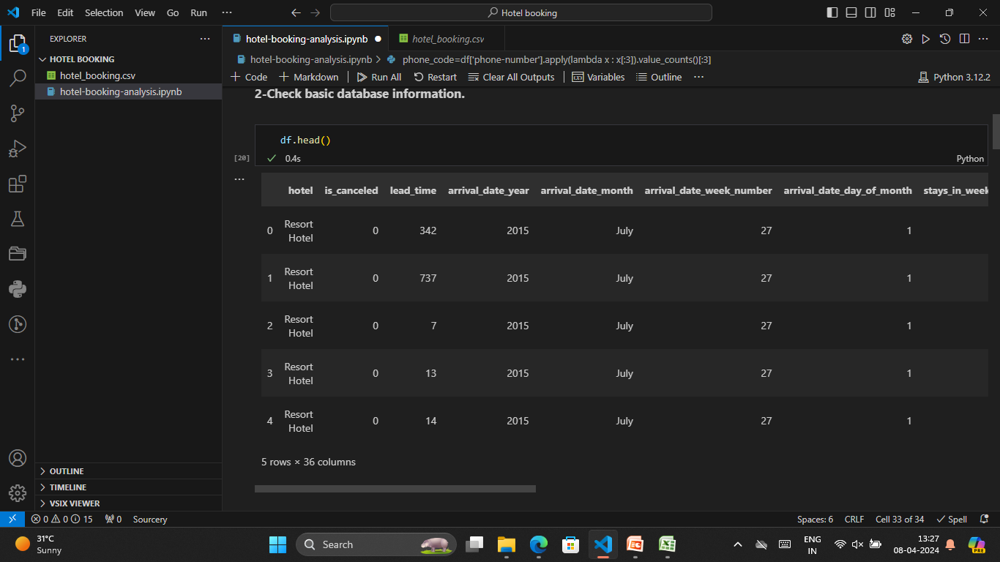 File Edit Selection View Go Run ··· Hotel booking
EXPLORER ···
HOTEL BOOKING
hotel_booking.csv
hotel-booking-analysis.ipynb
1
OUTLINE
TIMELINE
VSIX VIEWER
hotel-booking-analysis.ipynb hotel_booking.csv
hotel-booking-analysis.ipynb > phone_code=df['phone-number'].apply(lambda x : x[:3]).value_counts()[:3]
+ Code + Markdown Run All Restart Clear All Outputs Variables Outline ··· Python 3.12.2
2-Check basic database information.
df.head()
[20] ✓ 0.4s Python
hotel is_canceled lead_time arrival_date_year arrival_date_month arrival_date_week_number arrival_date_day_of_month stays_in_week
0 Resort Hotel 0 342 2015 July 27 1
1 Resort Hotel 0 737 2015 July 27 1
2 Resort Hotel 0 7 2015 July 27 1
3 Resort Hotel 0 13 2015 July 27 1
4 Resort Hotel 0 14 2015 July 27 1
5 rows × 36 columns
0 0 15 0 Sourcery Spaces: 6 CRLF Cell 33 of 34 Spell
31°C
Sunny
Search
ENG
IN
13:27
08-04-2024
PRE